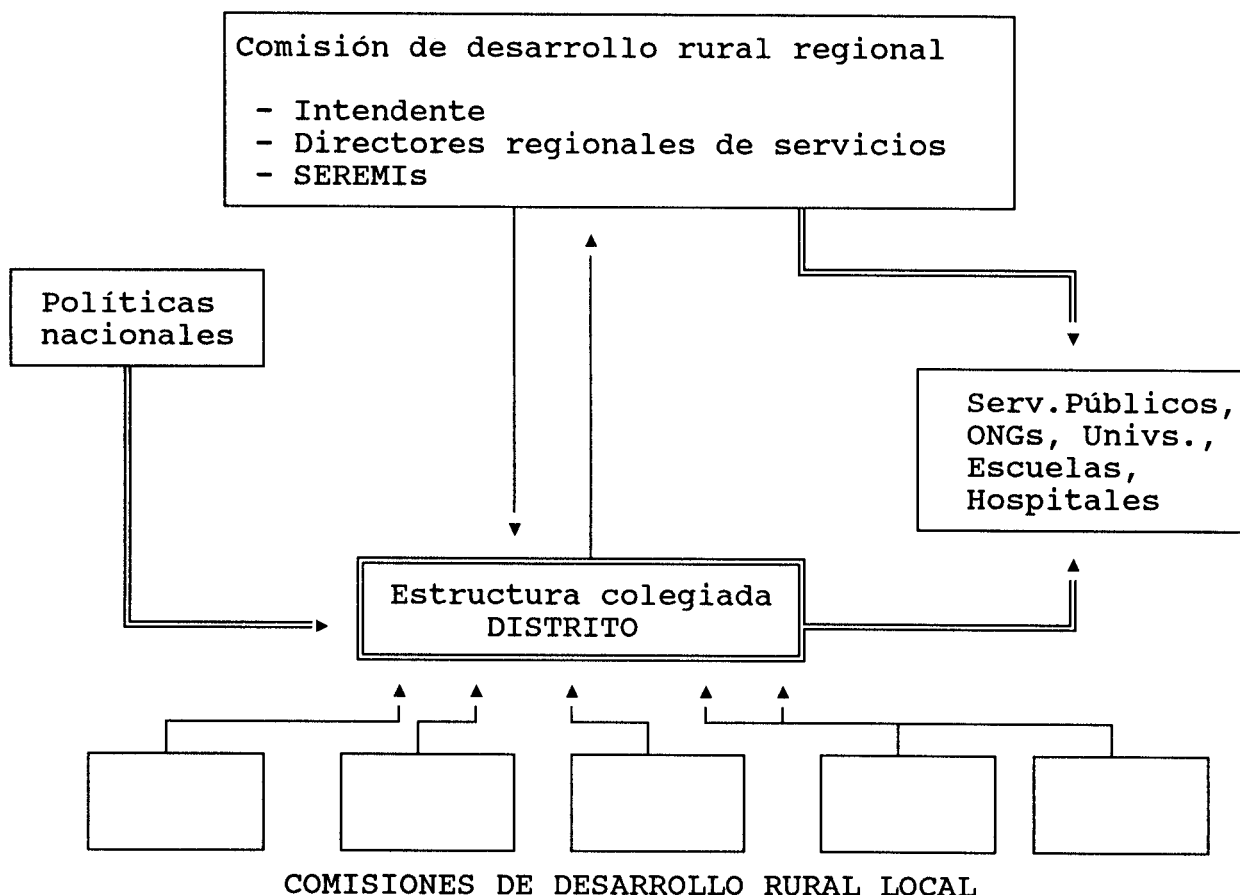 Comisión de desarrollo rural regional
- Intendente
- Directores regionales de servicios
- SEREMIs
Políticas
nacionales
Serv.Públicos,
ONGs, Univs.,
Escuelas,
Hospitales
Estructura colegiada
DISTRITO
COMISIONES DE DESARROLLO RURAL LOCAL